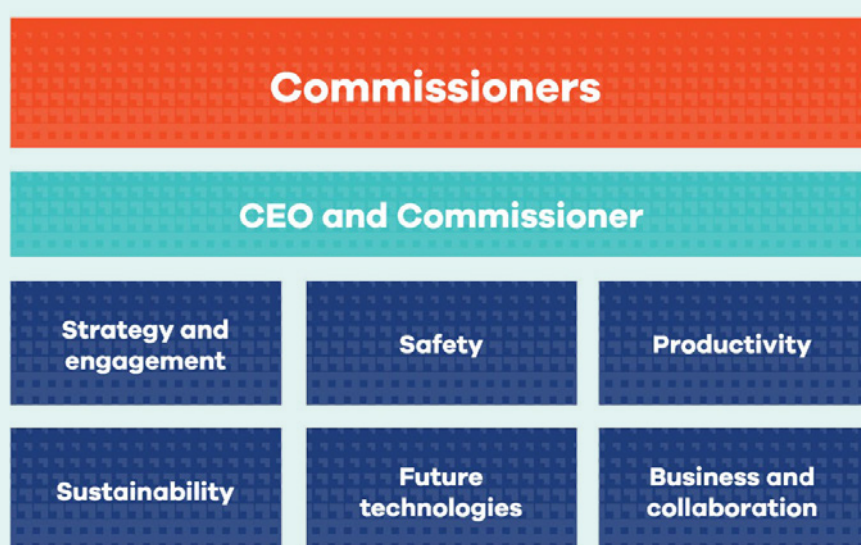 Commissioners
CEO and Commissioner
Strategy and
engagement
Safety
Productivity
Sustainability
Future
technologies
Business and
collaboration